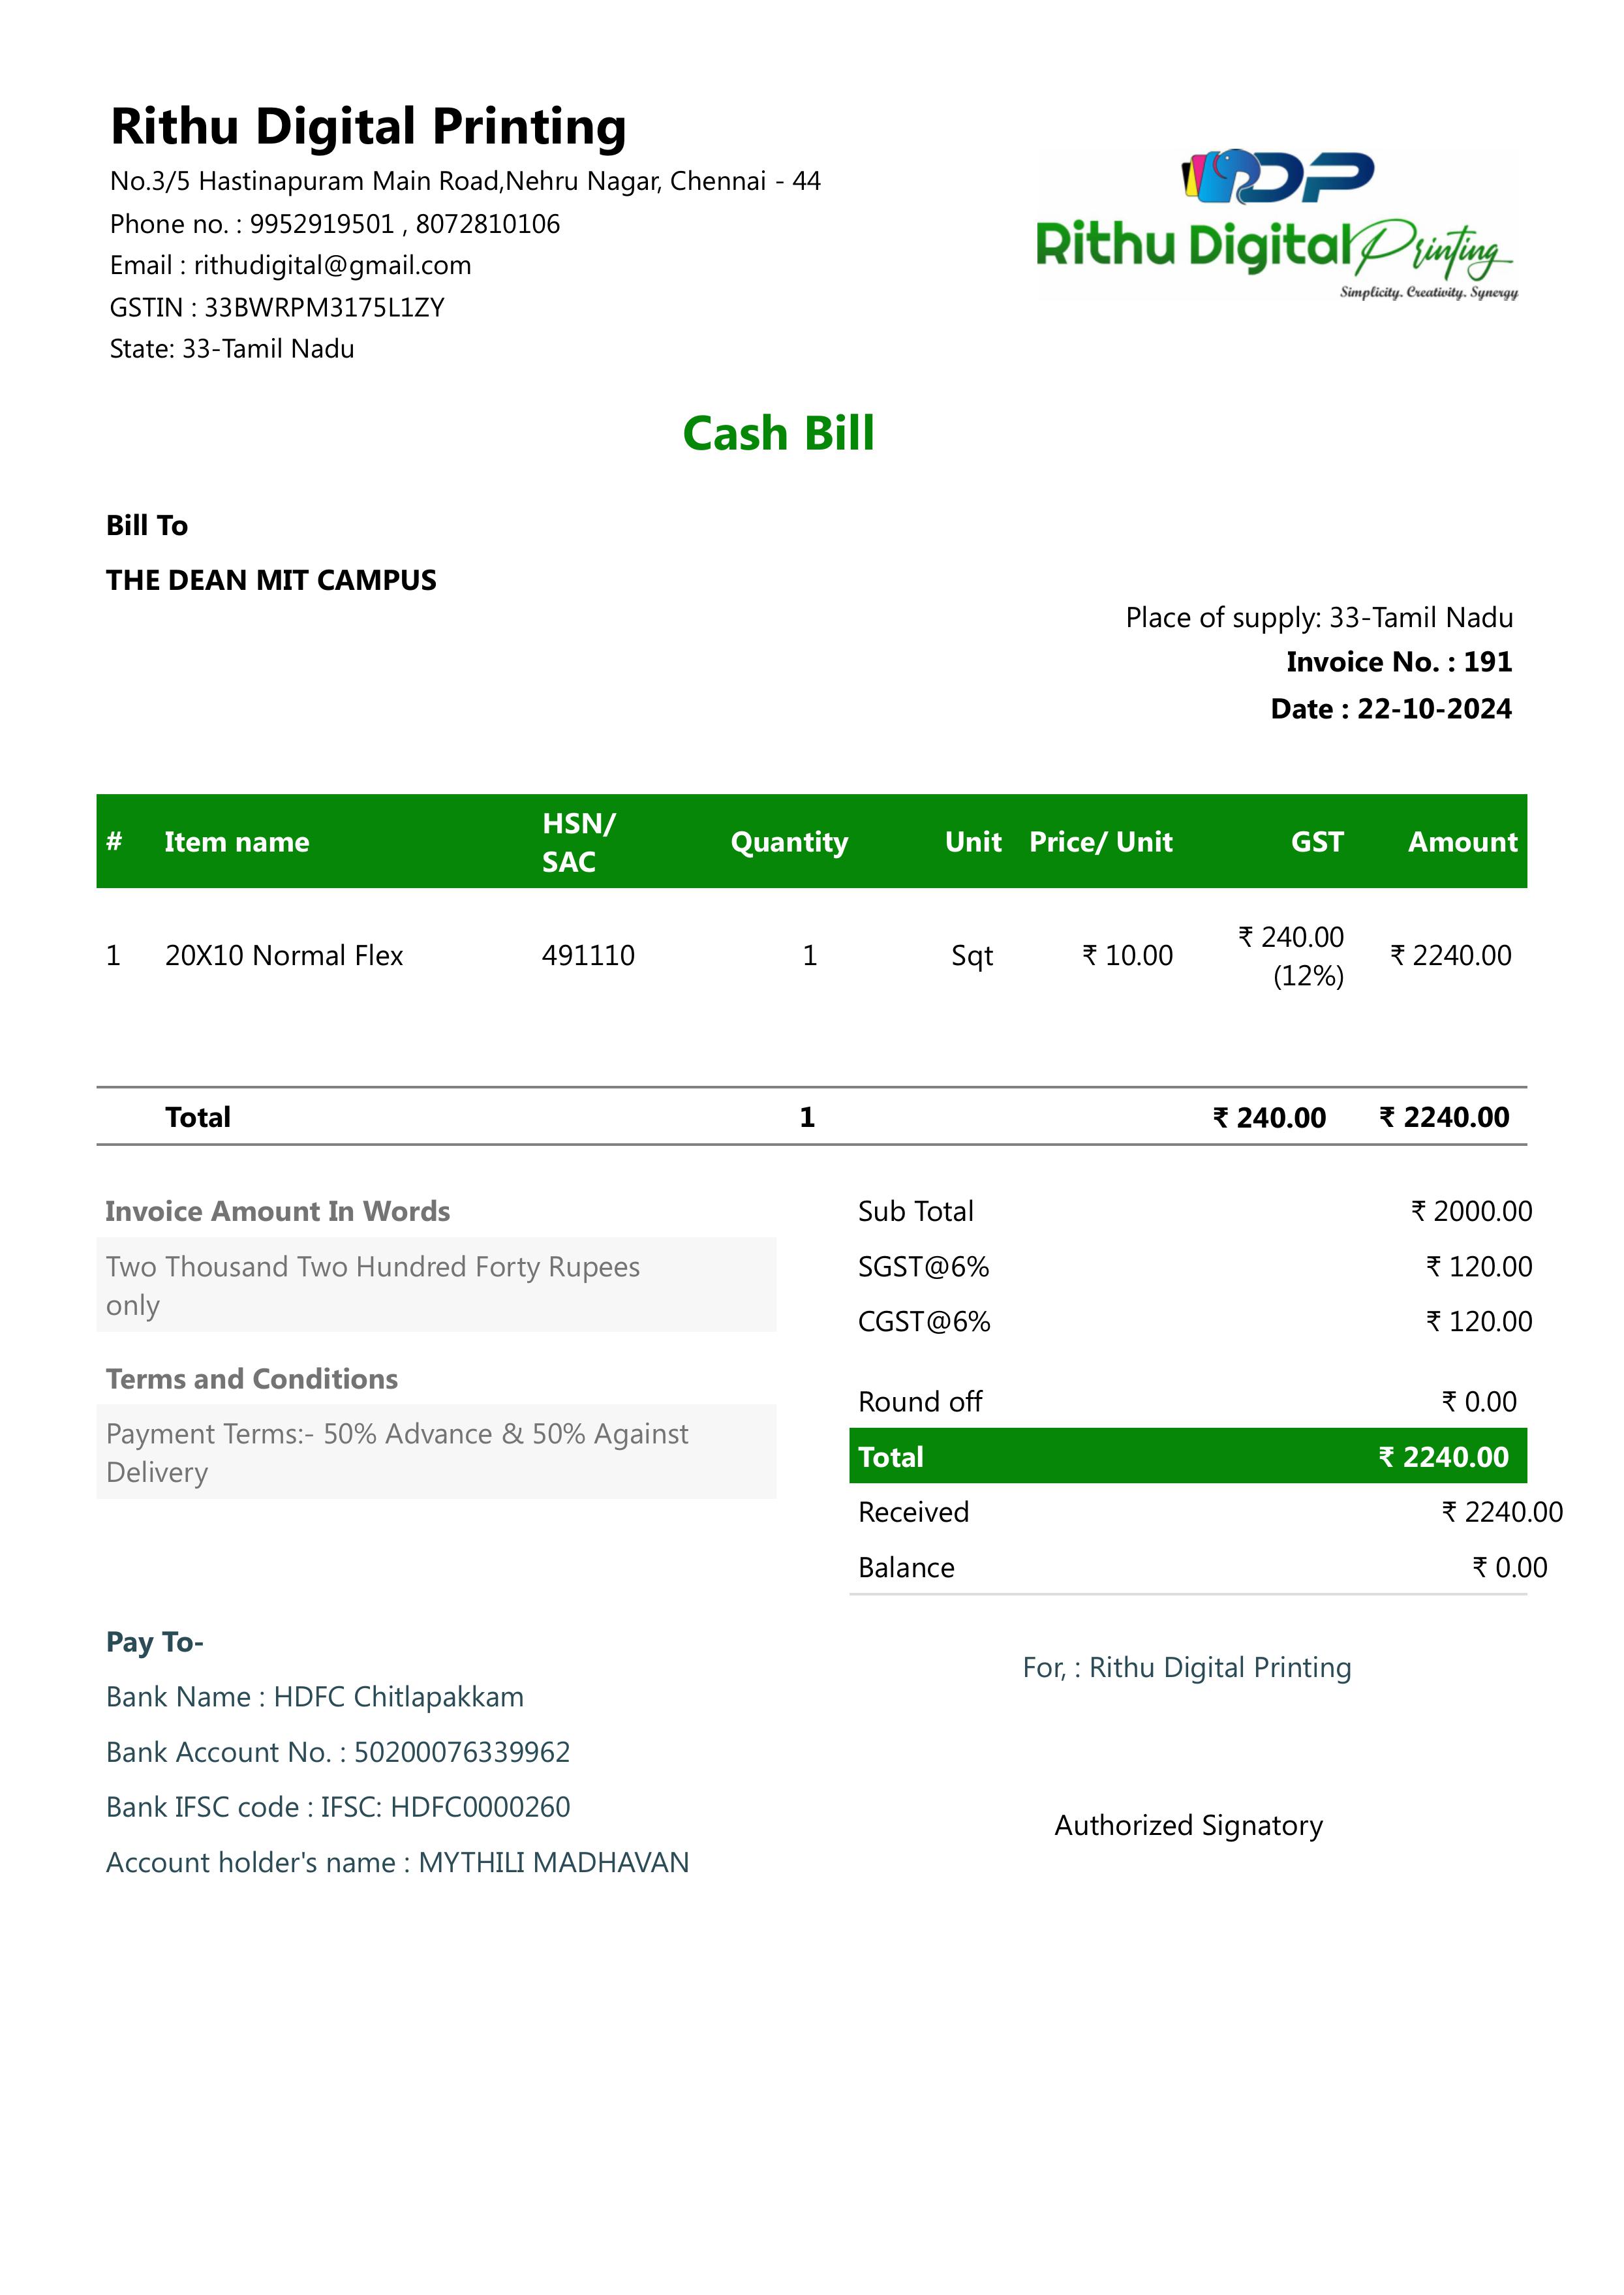 Rithu Digital Printing
No.3/5 Hastinapuram Main Road,Nehru Nagar, Chennai - 44
Phone no. : 9952919501 , 8072810106
Email : rithudigital@gmail.com
GSTIN : 33BWRPM3175L1ZY
State: 33-Tamil Nadu
DP
Rithu Digital Printing
Simplicity. Creativity. Synergy
Cash Bill
Bill To
THE DEAN MIT CAMPUS
Place of supply: 33-Tamil Nadu
Invoice No. : 191
Date : 22-10-2024
# Item name HSN/ SAC Quantity Unit Price/ Unit GST Amount
1 20X10 Normal Flex 491110 1 Sqt ₹ 10.00 ₹ 240.00 (12%) ₹ 2240.00
Total 1 ₹ 240.00 ₹ 2240.00
Invoice Amount In Words
Two Thousand Two Hundred Forty Rupees
only
Terms and Conditions
Payment Terms:- 50% Advance & 50% Against
Delivery
Sub Total ₹ 2000.00
SGST@6% ₹ 120.00
CGST@6% ₹ 120.00
Round off ₹ 0.00
Total ₹ 2240.00
Received ₹ 2240.00
Balance ₹ 0.00
Pay To-
Bank Name : HDFC Chitlapakkam
Bank Account No. : 50200076339962
Bank IFSC code : IFSC: HDFC0000260
Account holder's name : MYTHILI MADHAVAN
For, : Rithu Digital Printing
Authorized Signatory